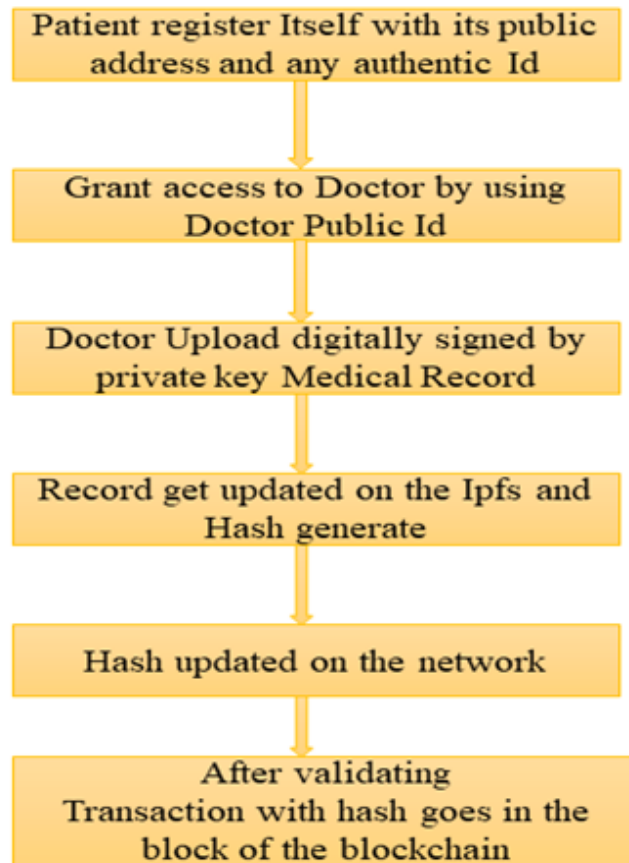 Patient register Itself with its public
address and any authentic Id
Grant access to Doctor by using
Doctor Public Id
Doctor Upload digitally signed by
private key Medical Record
Record get updated on the Ipfs and
Hash generate
Hash updated on the network
After validating
Transaction with hash goes in the
block of the blockchain